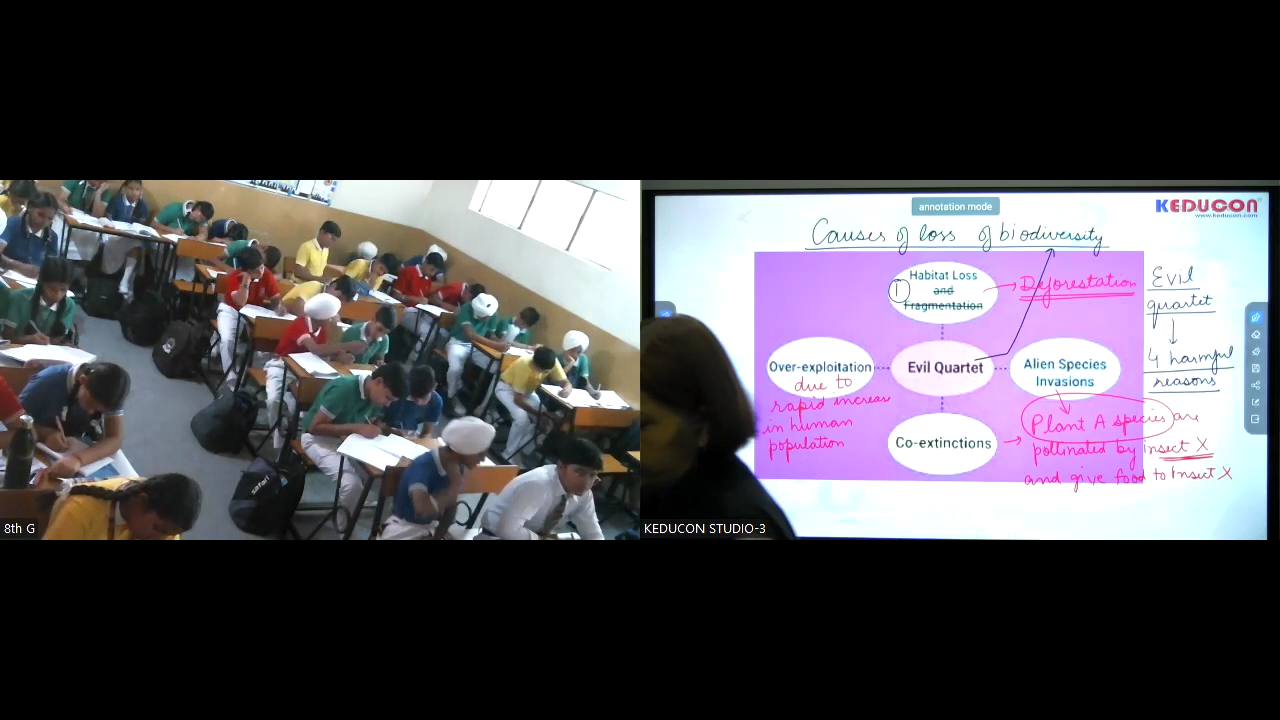 annotation mode
KEDUCON
www.keducon.com
Causes of loss of biodiversity
Habitat Loss
and
Fragmentation
1
Deforestation
Evil
quartet
4 harmful
reasons
Over-exploitation
due to
rapid increase
in human
population
Evil Quartet
Alien Species
Invasions
Co-extinctions
Plant A species are
pollinated by insect X
and give food to Insect X
safari
8th G
KEDUCON STUDIO-3